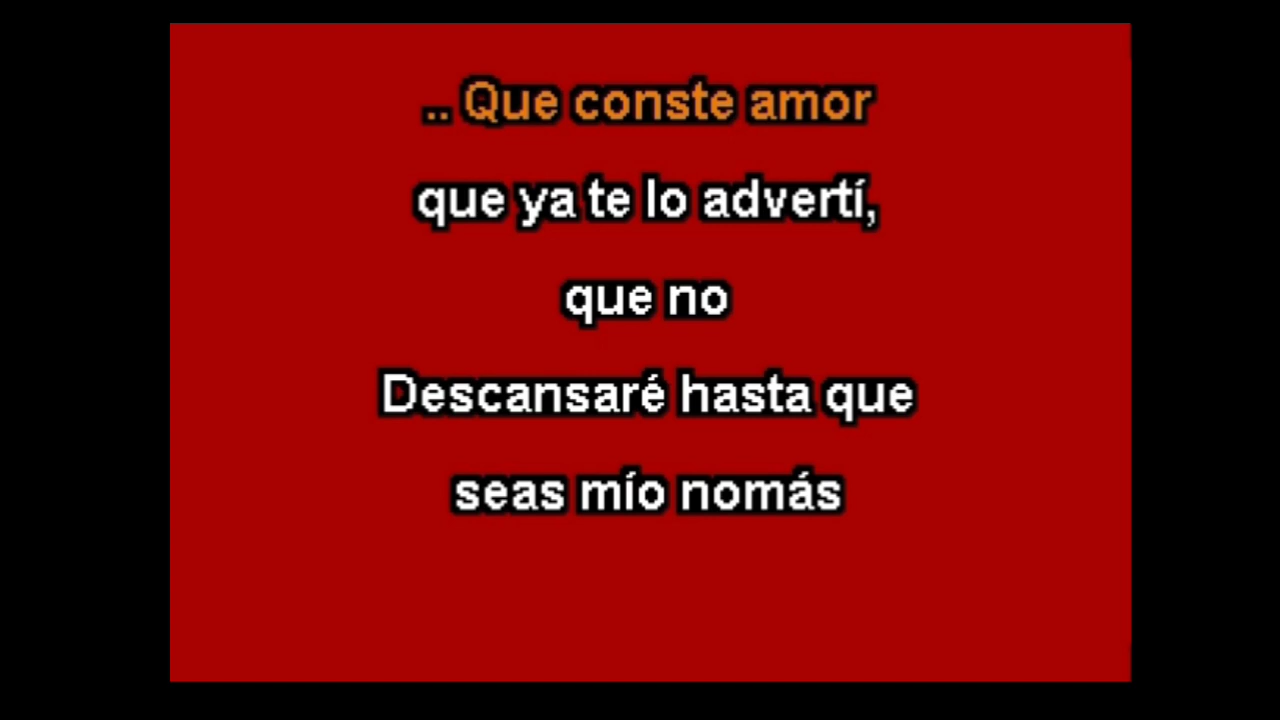 .. Que conste amor
que ya te lo advertí,
que no
Descansaré hasta que
seas mío nomás